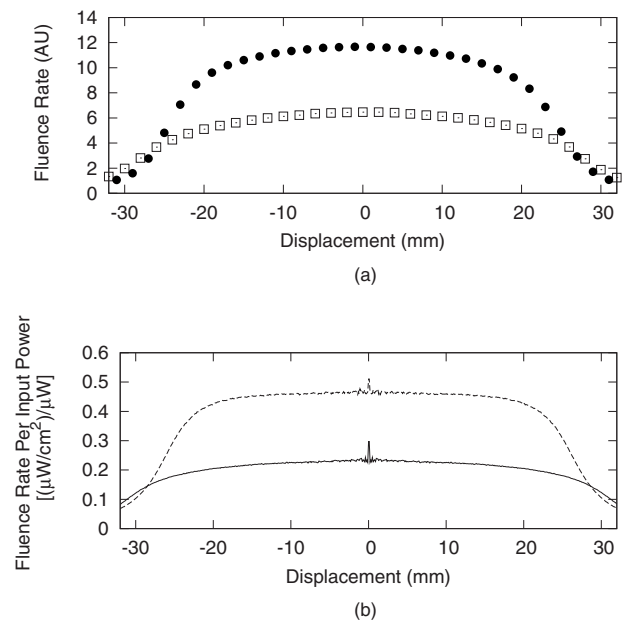 14
12
10
8
6
4
2
0
Fluence Rate (AU)
-30 -20 -10 0 10 20 30
Displacement (mm)
(a)
0.6
0.5
0.4
0.3
0.2
0.1
0
Fluence Rate Per Input Power
[(μW/cm²)/μW]
-30 -20 -10 0 10 20 30
Displacement (mm)
(b)